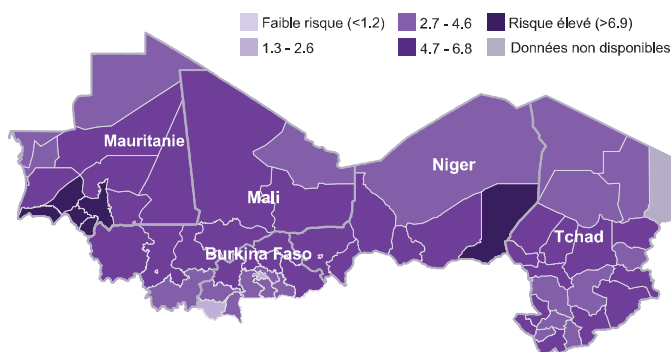 Faible risque (<1.2)
2.7 - 4.6
Risque élevé (>6.9)
1.3 - 2.6
4.7 - 6.8
Données non disponibles
Mauritanie
Mali
Niger
Burkina Faso
Tchad